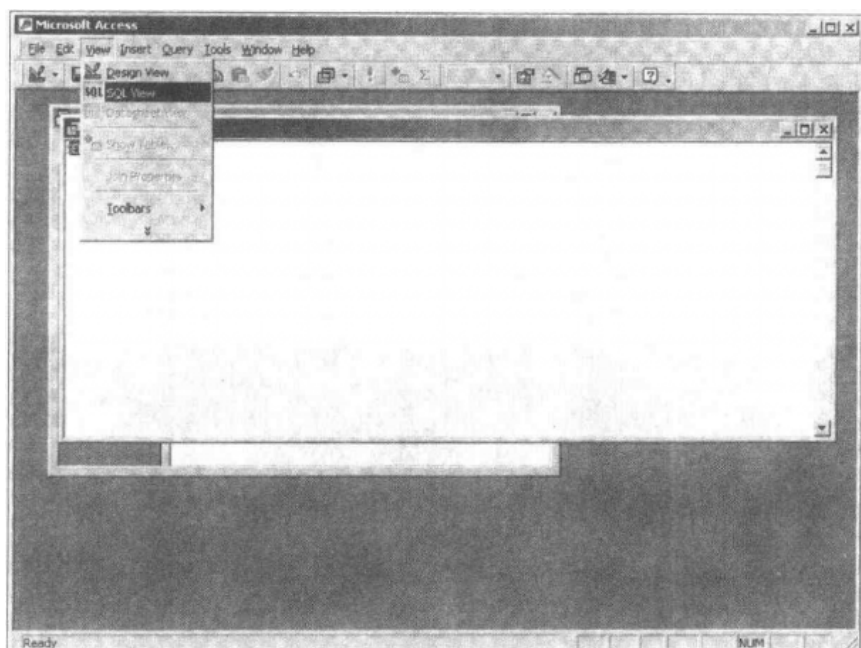 Microsoft Access
File Edit View Insert Query Tools Window Help
Design View
SQL SQL View
Datasheet View
Show Table...
Join Properties
Toolbars
Ready
NUM